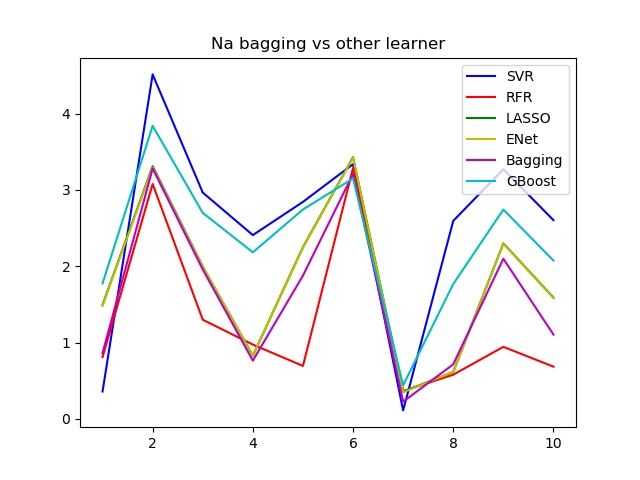 Na bagging vs other learner
SVR
RFR
LASSO
ENet
Bagging
GBoost
4
3
2
1
0
2 4 6 8 10